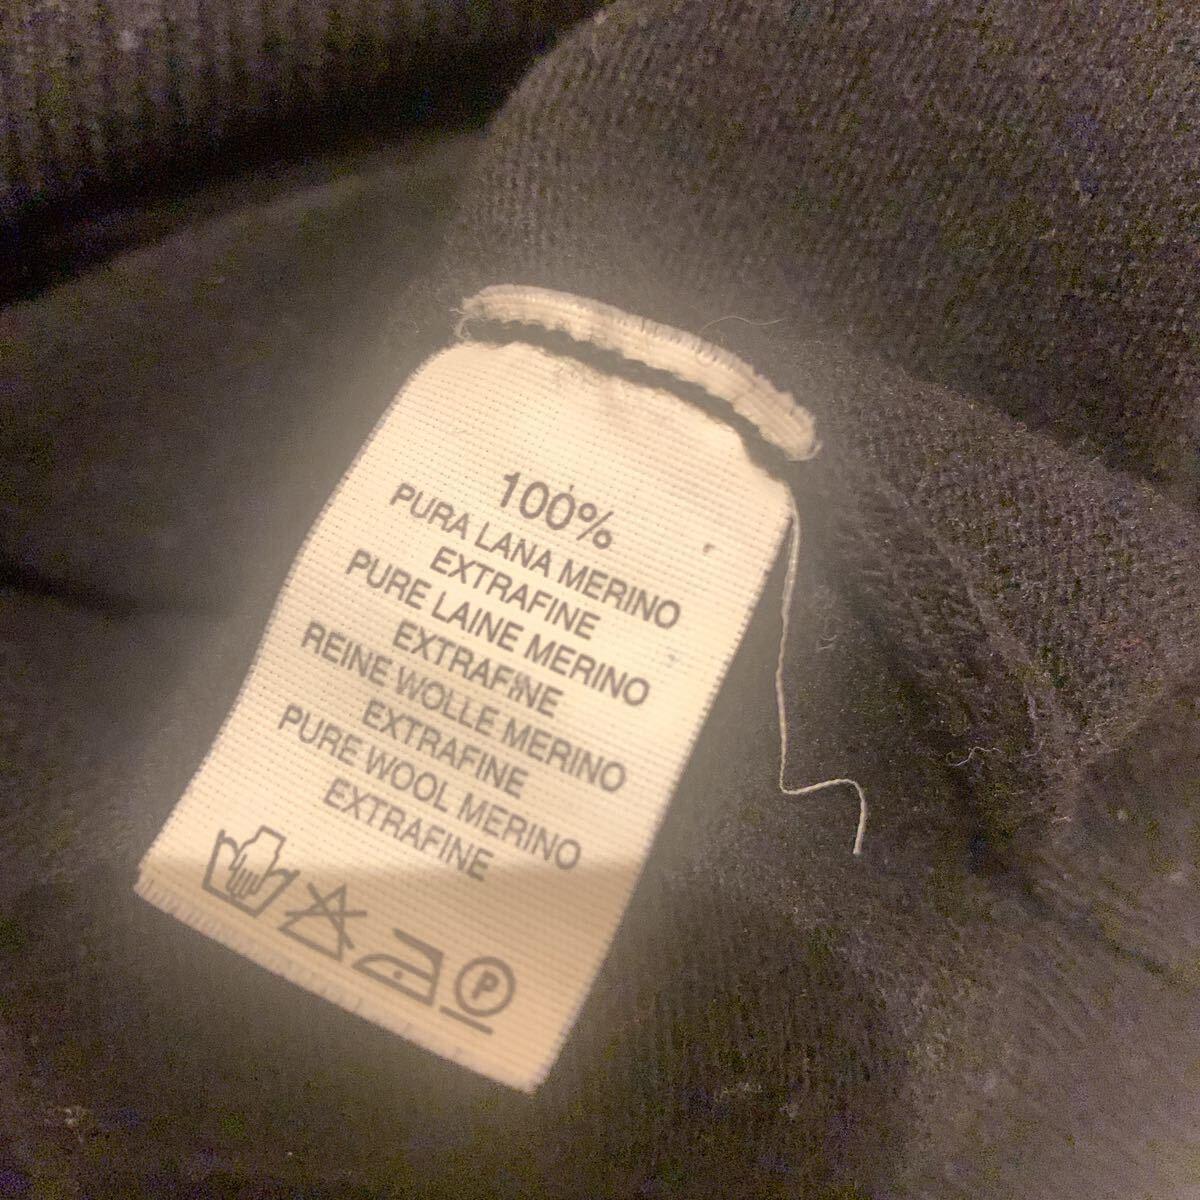 100%
PURA LANA MERINO
EXTRAFINE
PURE LAINE MERINO
EXTRAFINE
REINE WOLLE MERINO
EXTRAFINE
PURE WOOL MERINO
EXTRAFINE
P